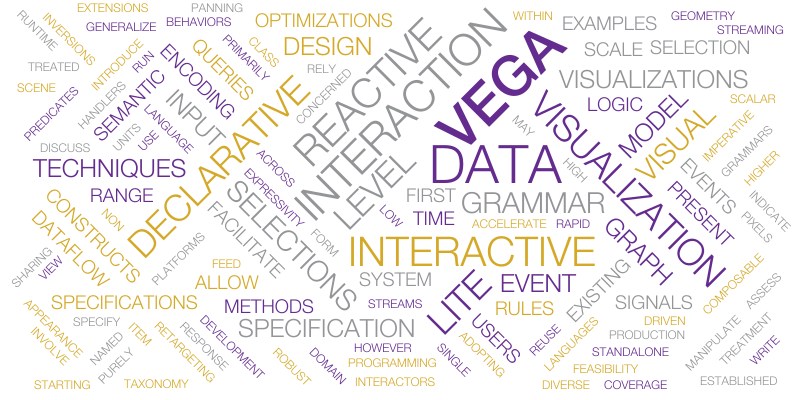 EXTENSIONS
PANNING
RUNTIME
INVERSIONS
GENERALIZE
BEHAVIORS
OPTIMIZATIONS
WITHIN
EXAMPLES
GEOMETRY
STREAMING
TREATED
INTRODUCE
ENCODING
QUERIES
PRIMARILY
CLASS
DESIGN
REACTIVE
VEGA
SCALE
SELECTION
SCENE
PREDICATES
HANDLERS
RUN
SEMANTIC
RELY
CONCERNED
INTERACTION
VISUALIZATIONS
LOGIC
MODEL
SCALAR
DISCUSS
UNITS
USE
LANGUAGE
INPUT
DECLARATIVE
LEVEL
MAY
VISUALIZATION
VISUAL
IMPERATIVE
GRAMMARS
TECHNIQUES
ACROSS
DATA
HIGH
EVENTS
HIGHER
RANGE
EXPRESSIVITY
FIRST
GRAMMAR
PRESENT
INDICATE
CONSTRUCTS
NON
SELECTIONS
LOW
TIME
ACCELERATE
RAPID
GRAPH
PIXELS
DATAFLOW
FACILITATE
FORM
INTERACTIVE
SHARING
VIEW
PLATFORMS
FEED
ALLOW
SYSTEM
LITE
EVENT
EXISTING
COMPOSABLE
ASSESS
SPECIFICATIONS
METHODS
STREAMS
RULES
SIGNALS
APPEARANCE
INVOLVE
SPECIFY
ITEM
RETARGETING
RESPONSE
DEVELOPMENT
SPECIFICATION
USERS
REUSE
LANGUAGES
DRIVEN
PRODUCTION
MANIPULATE
TREATMENT
WRITE
NAMED
PURELY
ROBUST
DOMAIN
HOWEVER
PROGRAMMING
SINGLE
ADOPTING
STANDALONE
FEASIBILITY
STARTING
TAXONOMY
INTERACTORS
DIVERSE
COVERAGE
ESTABLISHED